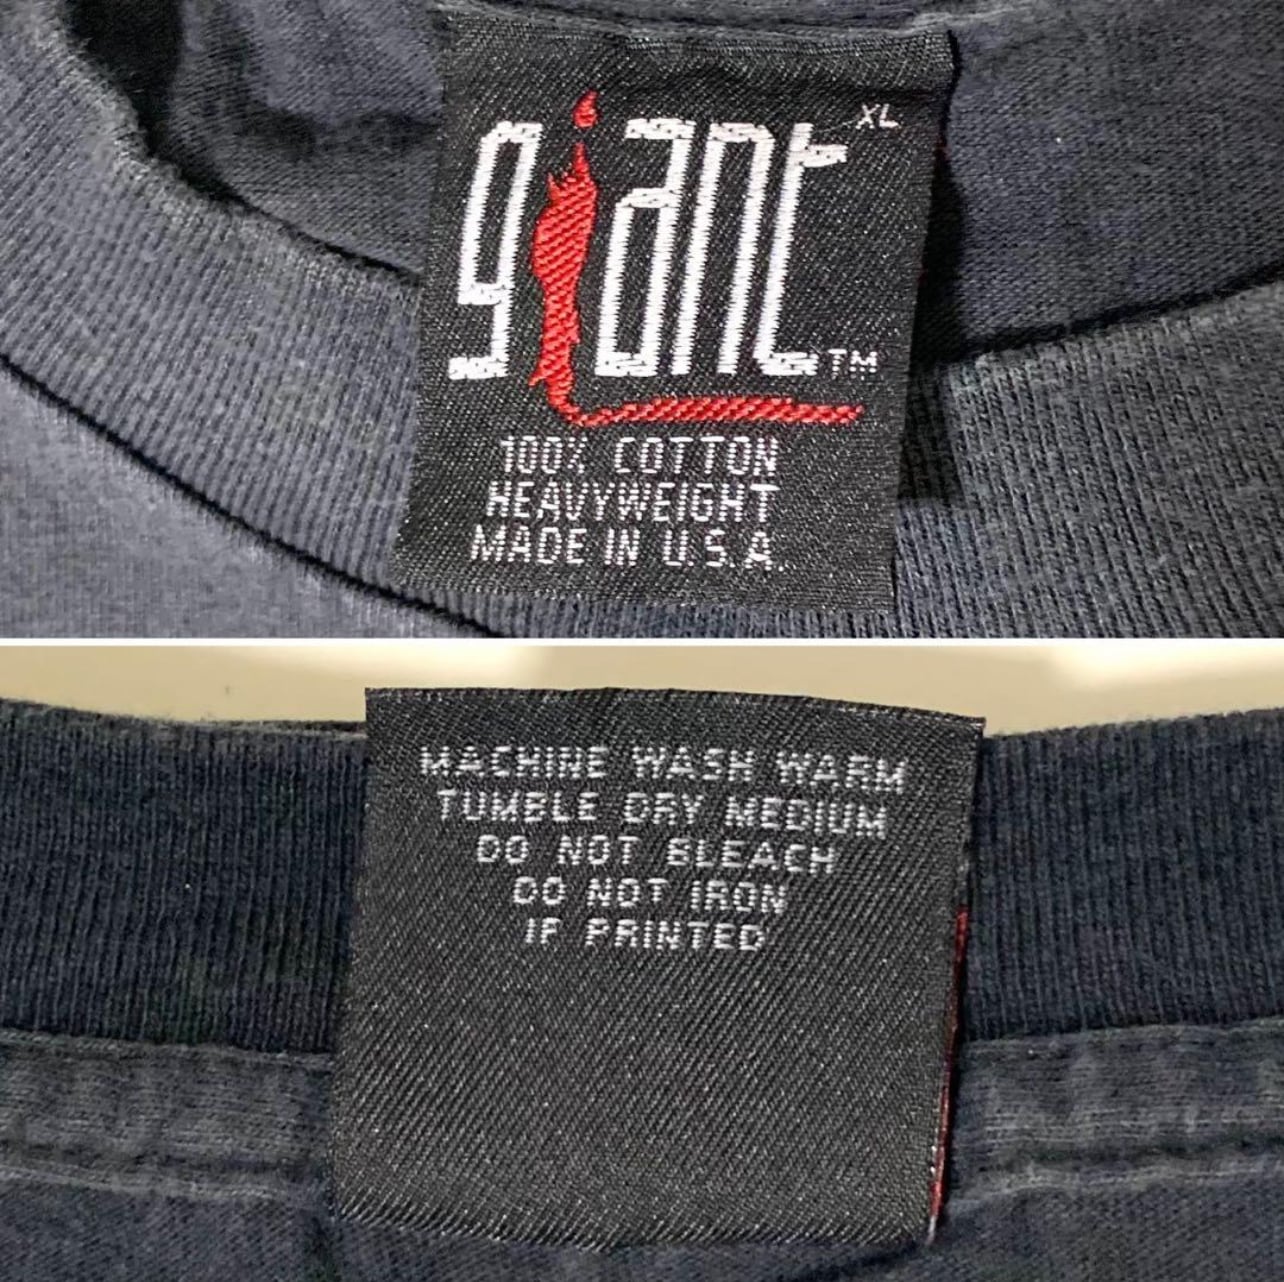 XL
giant
TM
100% COTTON
HEAVYWEIGHT
MADE IN U.S.A.
MACHINE WASH WARM
TUMBLE DRY MEDIUM
DO NOT BLEACH
DO NOT IRON
IF PRINTED